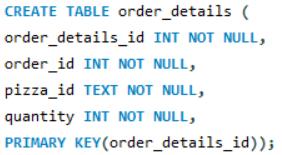 CREATE TABLE order_details (
order_details_id INT NOT NULL,
order_id INT NOT NULL,
pizza_id TEXT NOT NULL,
quantity INT NOT NULL,
PRIMARY KEY(order_details_id));